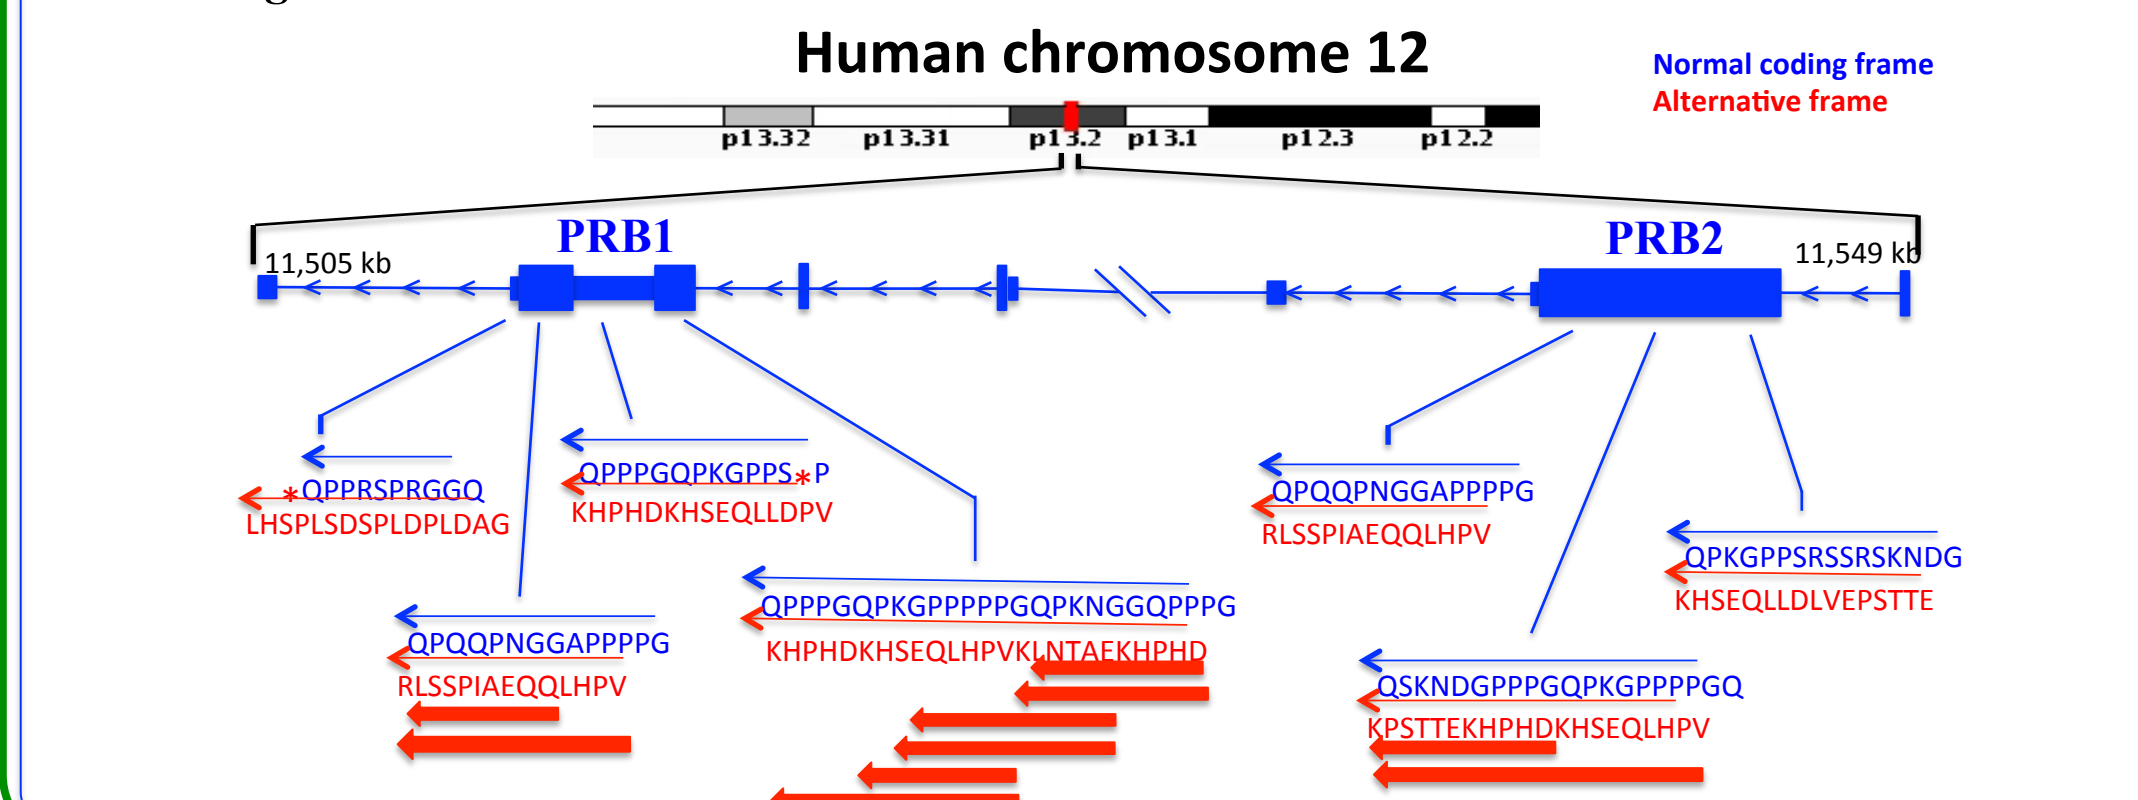 Human chromosome 12
Normal coding frame
Alternative frame
p13.32 p13.31 p13.2 p13.1 p12.3 p12.2
PRB1
PRB2
11,505 kb
11,549 kb
*QPPRSPRGGQ
LHSPLSDSPLDPLDAG
QPPPGQPKGPPS*P
KHPHDKHSEQLLDPV
QPQQPNGGAPPPPG
RLSSPIAEQQLHPV
QPPPGQPKGPPPPPGQPKNGGQPPPG
KHPHDKHSEQLHPVKLNTAEKHPHD
QPQQPNGGAPPPPG
RLSSPIAEQQLHPV
QSKNDGPPPGQPKGPPPPGQ
KPSTTEKHPHDKHSEQLHPV
QPKGPPSRSSRSKNDG
KHSEQLLDLVEPSTTE